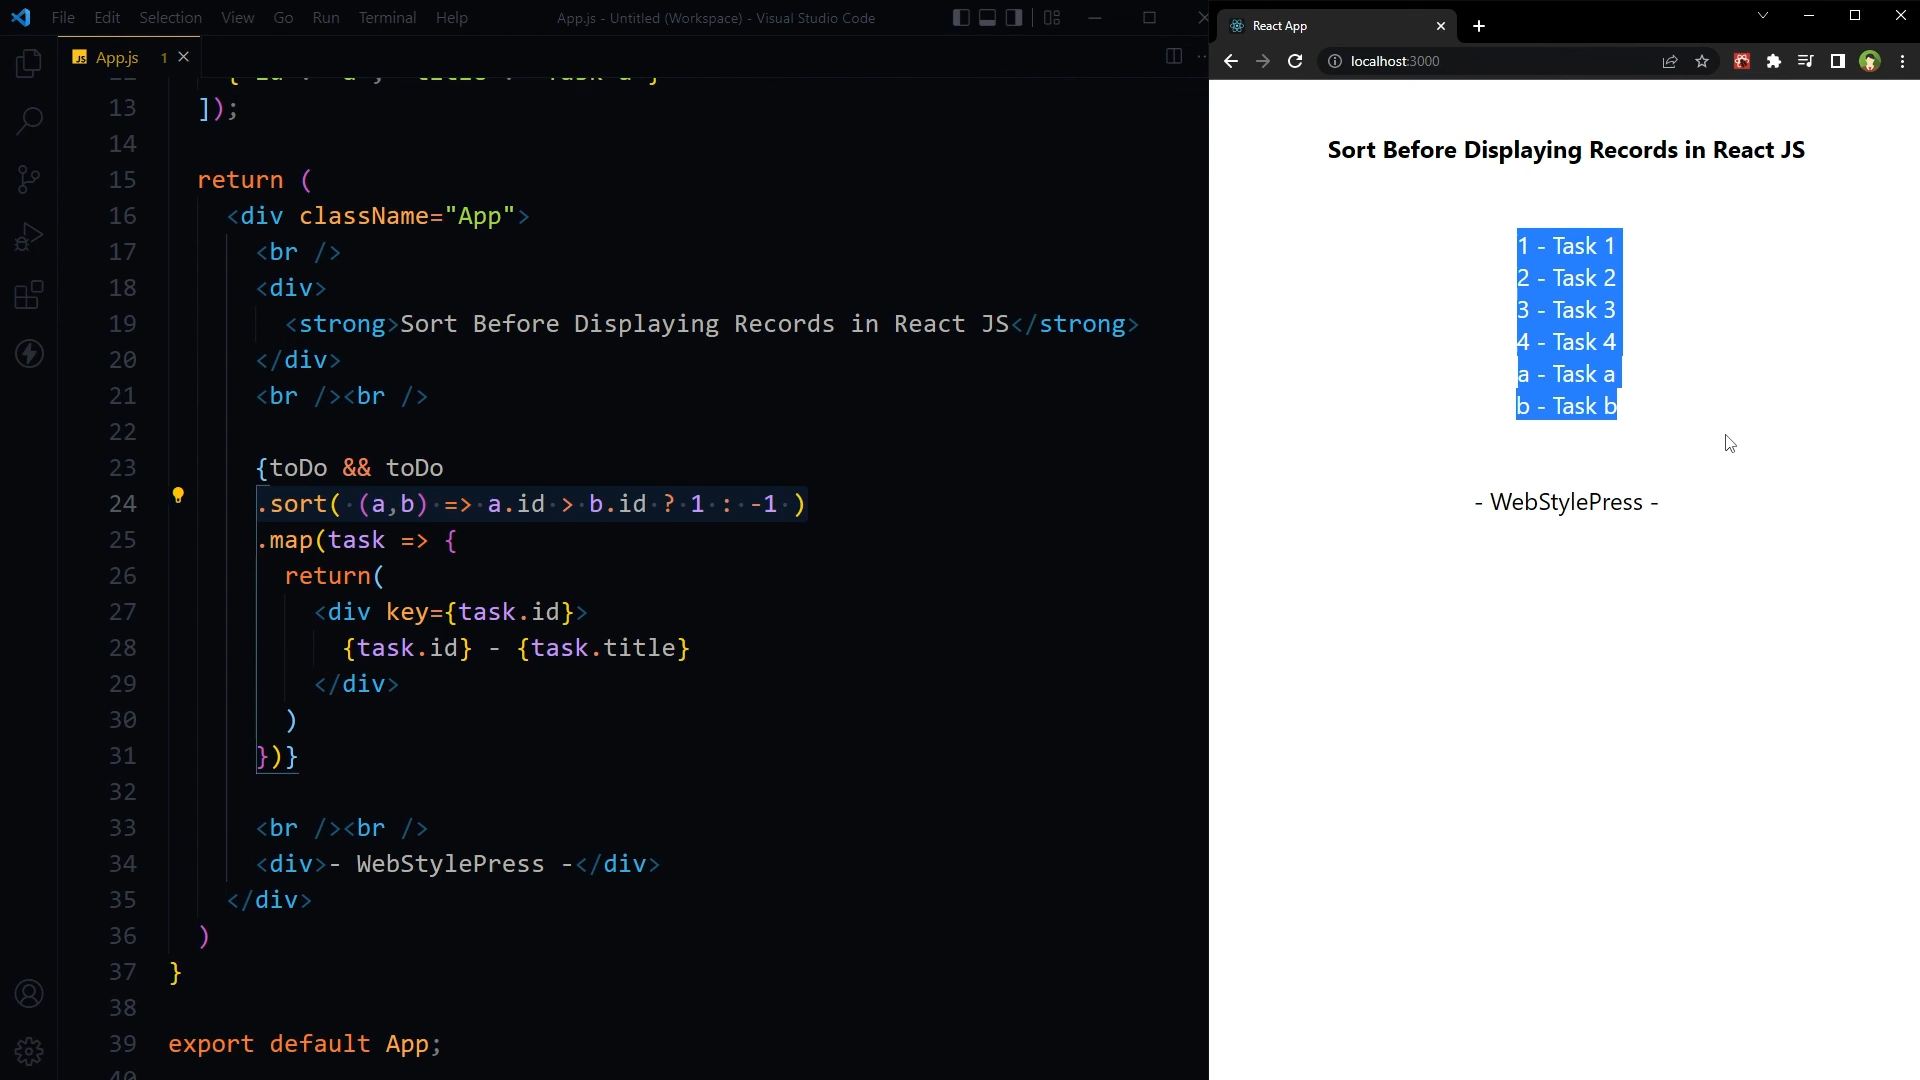 File Edit Selection View Go Run Terminal Help App.js - Untitled (Workspace) - Visual Studio Code
JS App.js 1
13 ]);
14
15 return (
16 <div className="App">
17 <br />
18 <div>
19 <strong>Sort Before Displaying Records in React JS</strong>
20 </div>
21 <br /><br />
22
23 {toDo && toDo
24 .sort( (a,b) => a.id > b.id ? 1 : -1 )
25 .map(task => {
26 return(
27 <div key={task.id}>
28 {task.id} - {task.title}
29 </div>
30 )
31 })}
32
33 <br /><br />
34 <div>- WebStylePress -</div>
35 </div>
36 )
37 }
38
39 export default App;
40
React App
localhost:3000
Sort Before Displaying Records in React JS
1 - Task 1
2 - Task 2
3 - Task 3
4 - Task 4
a - Task a
b - Task b
- WebStylePress -